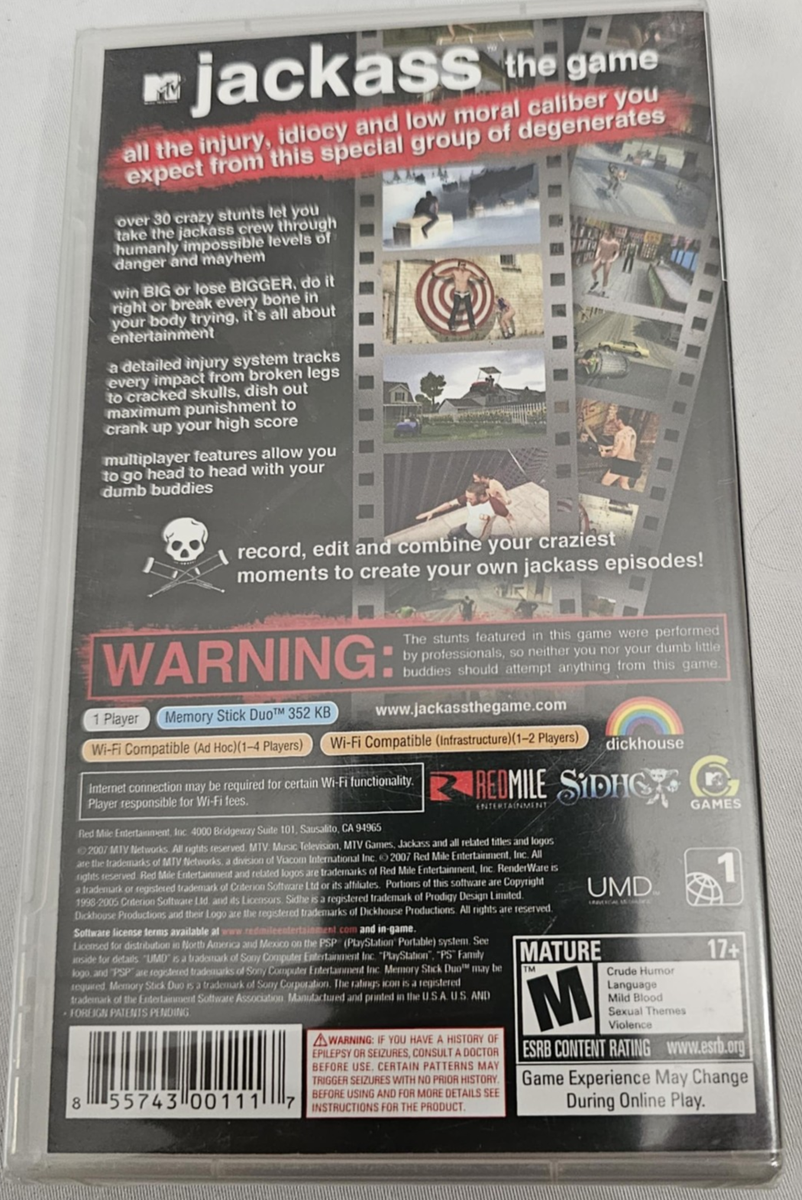 MTV jackass™ the game
all the injury, idiocy and low moral caliber you
expect from this special group of degenerates
over 30 crazy stunts let you
take the jackass crew through
humanly impossible levels of
danger and mayhem
win BIG or lose BIGGER, do it
right or break every bone in
your body trying, it's all about
entertainment
a detailed injury system tracks
every impact from broken legs
to cracked skulls, dish out
maximum punishment to
crank up your high score
multiplayer features allow you
to go head to head with your
dumb buddies
record, edit and combine your craziest
moments to create your own jackass episodes!
WARNING:
The stunts featured in this game were performed
by professionals, so neither you nor your dumb little
buddies should attempt anything from this game.
1 Player
Memory Stick Duo™ 352 KB
www.jackassthegame.com
Wi-Fi Compatible (Ad Hoc)(1–4 Players)
Wi-Fi Compatible (Infrastructure)(1–2 Players)
dickhouse
Internet connection may be required for certain Wi-Fi functionality.
Player responsible for Wi-Fi fees.
REDMILE
ENTERTAINMENT
SIDHE
MTV
GAMES
Red Mile Entertainment, Inc. 4000 Bridgeway Suite 101, Sausalito, CA 94965
© 2007 MTV Networks. All rights reserved. MTV: Music Television, MTV Games, Jackass and all related titles and logos
are the trademarks of MTV Networks, a division of Viacom International Inc. © 2007 Red Mile Entertainment, Inc. All
rights reserved. Red Mile Entertainment and related logos are trademarks of Red Mile Entertainment, Inc. RenderWare is
a trademark or registered trademark of Criterion Software Ltd or its affiliates. Portions of this software are Copyright
1998-2005 Criterion Software Ltd. and its Licensors. Sidhe is a registered trademark of Prodigy Design Limited.
Dickhouse Productions and their Logo are the registered trademarks of Dickhouse Productions. All rights are reserved.
UMD™
1
Software license terms available at www.redmileentertainment.com and in-game.
Licensed for distribution in North America and Mexico on the PSP® (PlayStation®Portable) system. See
inside for details. "UMD" is a trademark of Sony Computer Entertainment Inc. "PlayStation", "PS" Family
logo, and "PSP" are registered trademarks of Sony Computer Entertainment Inc. Memory Stick Duo™ may be
required. Memory Stick Duo is a trademark of Sony Corporation. The ratings icon is a registered
trademark of the Entertainment Software Association. Manufactured and printed in the U.S.A. U.S. AND
FOREIGN PATENTS PENDING.
MATURE 17+
TM
M
Crude Humor
Language
Mild Blood
Sexual Themes
Violence
ESRB CONTENT RATING www.esrb.org
Game Experience May Change
During Online Play.
8 55743 00111 7
WARNING: IF YOU HAVE A HISTORY OF
EPILEPSY OR SEIZURES, CONSULT A DOCTOR
BEFORE USE. CERTAIN PATTERNS MAY
TRIGGER SEIZURES WITH NO PRIOR HISTORY.
BEFORE USING AND FOR MORE DETAILS SEE
INSTRUCTIONS FOR THE PRODUCT.